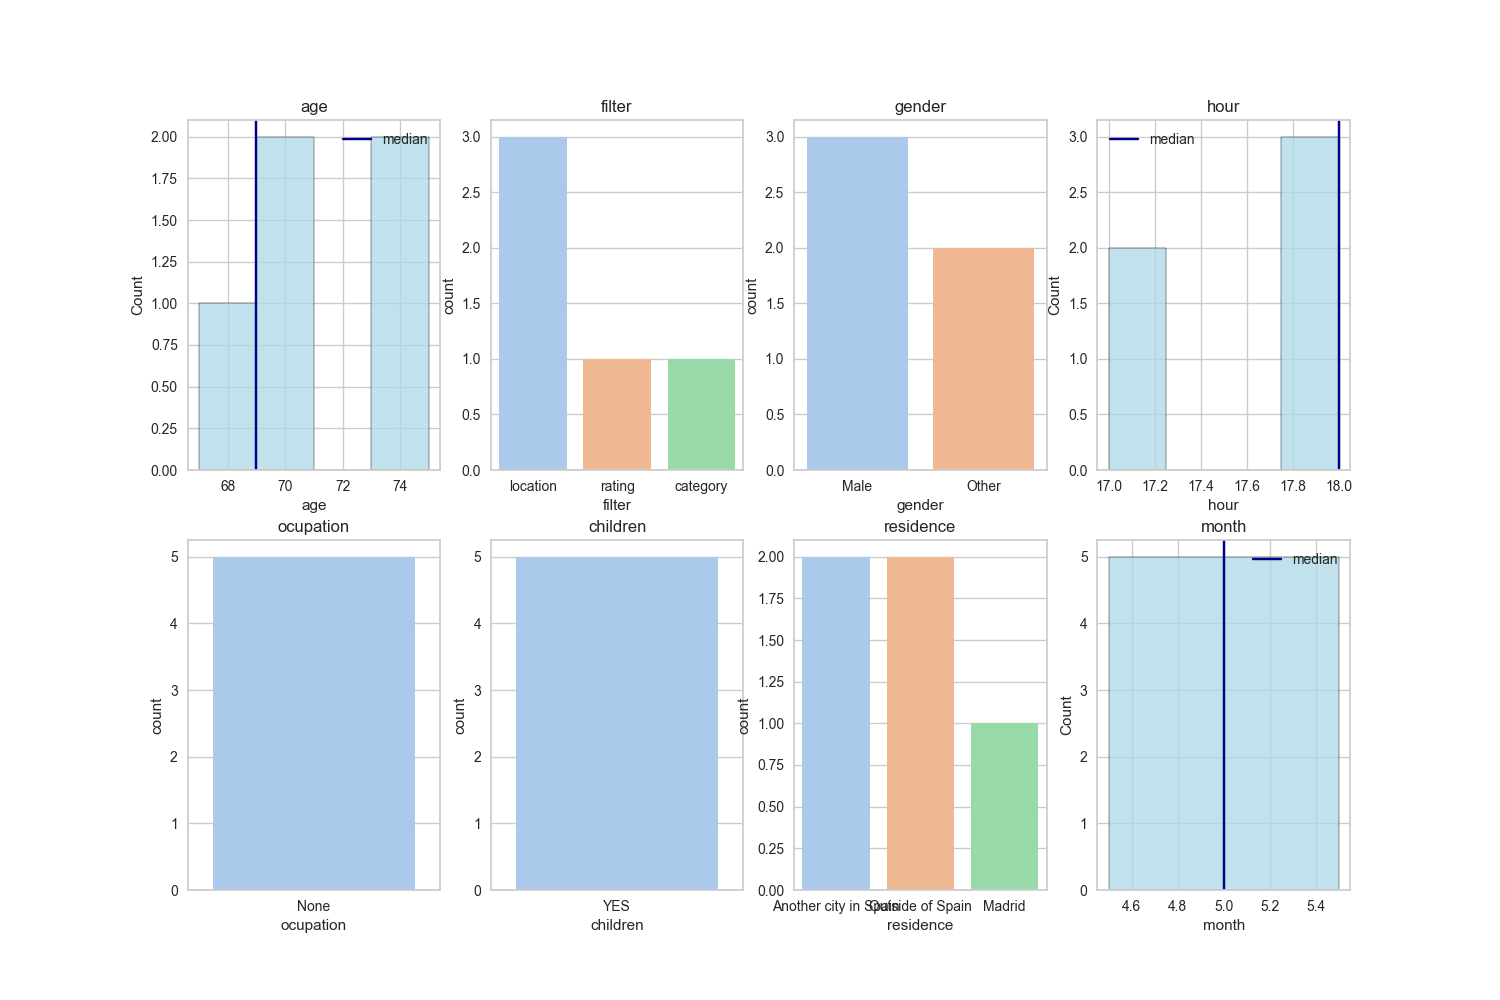 age
filter
gender
hour
2.00
1.75
1.50
1.25
1.00
0.75
0.50
0.25
0.00
Count
median
68 70 72 74
age
3.0
2.5
2.0
1.5
1.0
0.5
0.0
count
location rating category
filter
3.0
2.5
2.0
1.5
1.0
0.5
0.0
count
Male Other
gender
3.0
2.5
2.0
1.5
1.0
0.5
0.0
Count
median
17.0 17.2 17.4 17.6 17.8 18.0
hour
ocupation
children
residence
month
5
4
3
2
1
0
count
None
ocupation
5
4
3
2
1
0
count
YES
children
2.00
1.75
1.50
1.25
1.00
0.75
0.50
0.25
0.00
count
Another city in Spain Outside of Spain Madrid
residence
5
4
3
2
1
0
Count
median
4.6 4.8 5.0 5.2 5.4
month